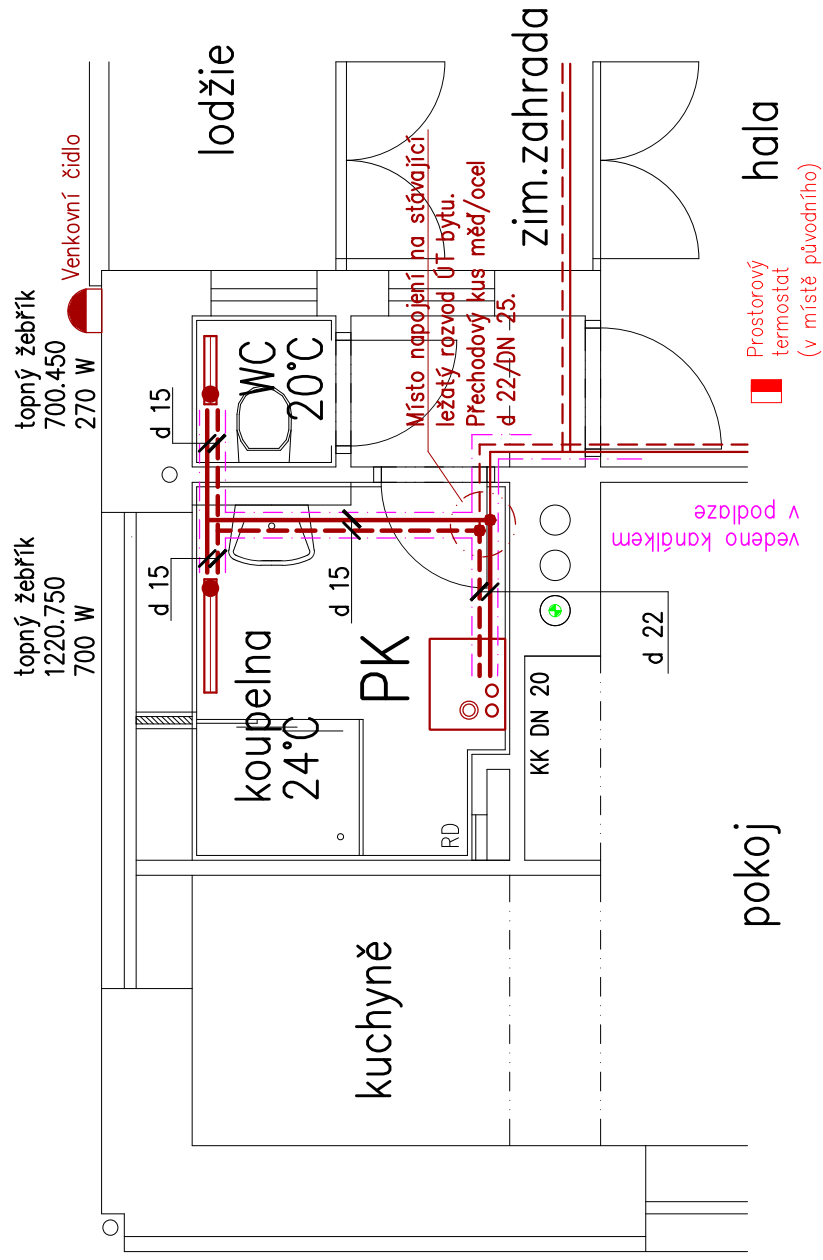 topný žebřík
1220.750
700 W
topný žebřík
700.450
270 W
Venkovní čidlo
lodžie
d 15
d 15
WC
20°C
Místo napojení na stávající
ležatý rozvod ÚT bytu.
Přechodový kus měď/ocel
d 22/DN 25.
zim.zahrada
hala
Prostorový
termostat
(v místě původního)
koupelna
24°C
d 15
PK
RD
KK DN 20
d 22
vedeno kanálkem
v podlaze
kuchyně
pokoj